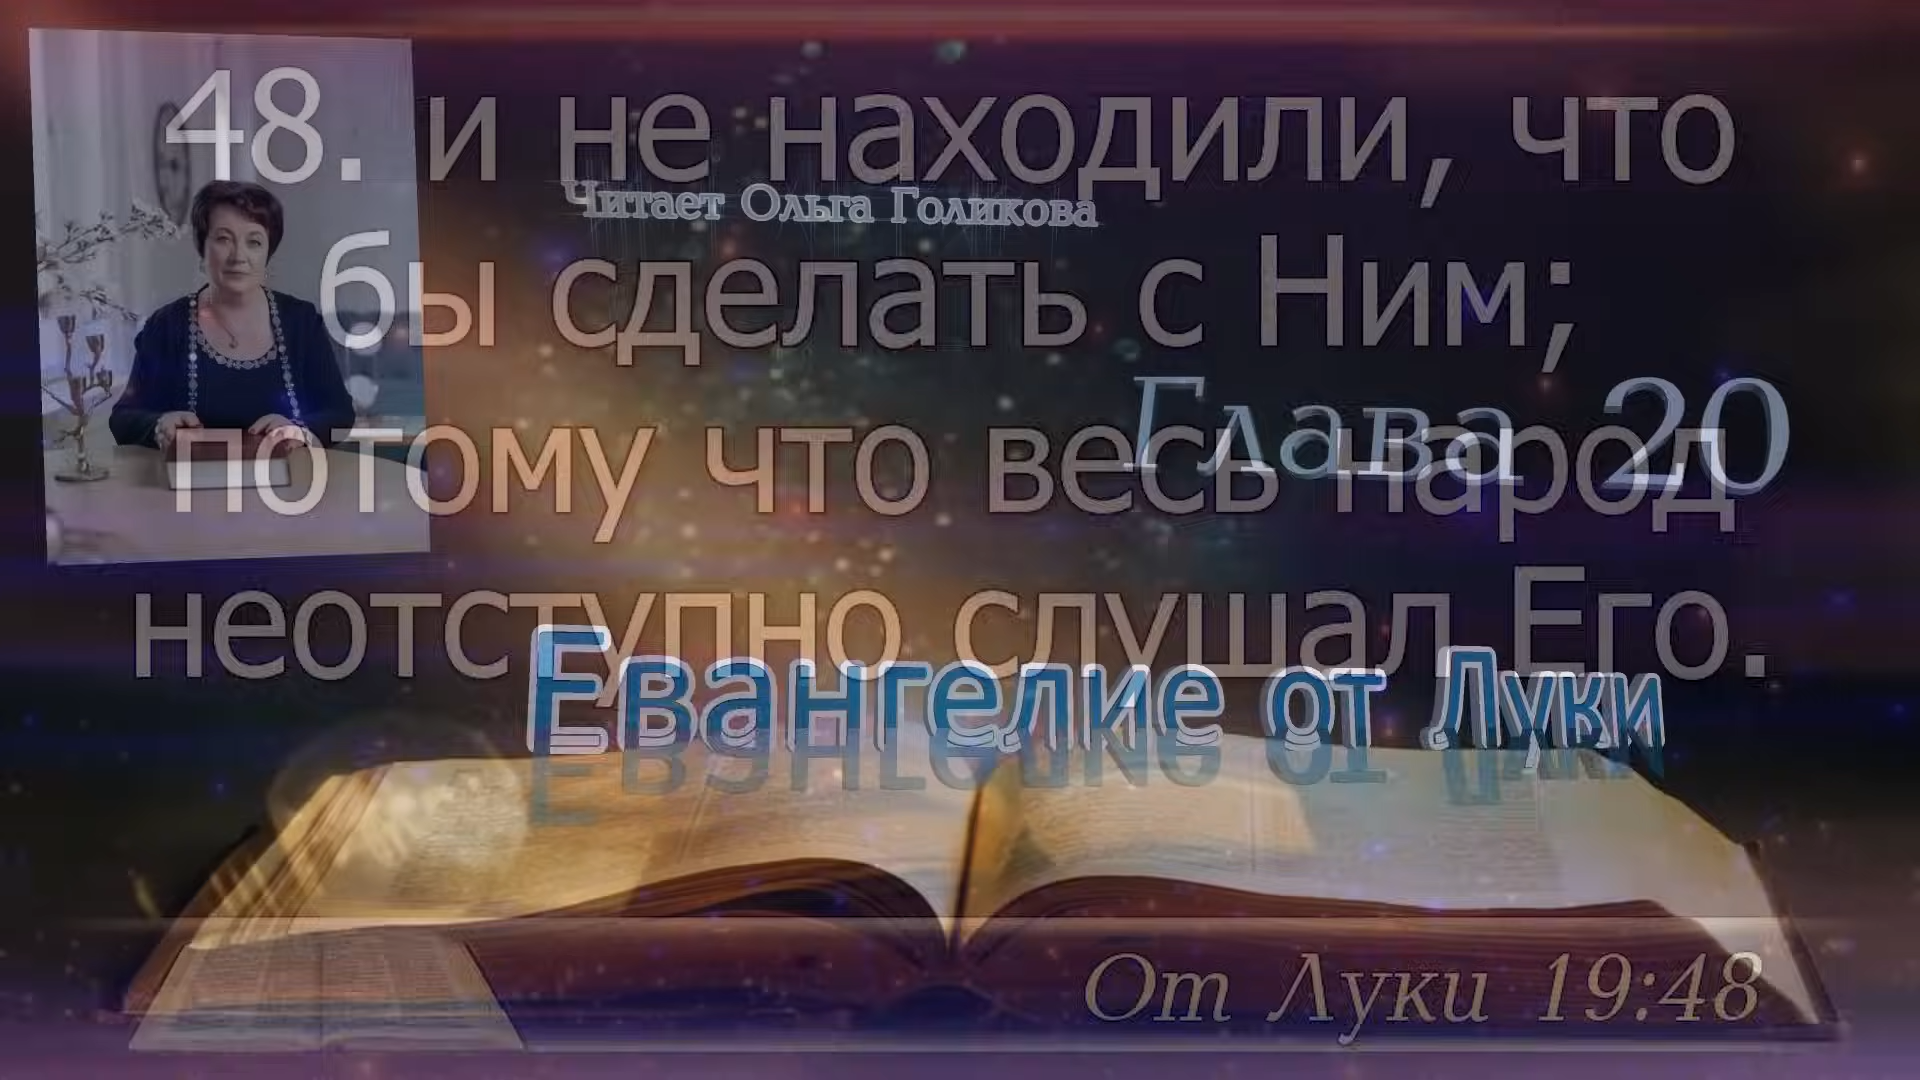 48. и не находили, что
Читает Ольга Голикова
бы сделать с Ним;
Глава 20
потому что весь народ
неотступно слушал Его.
Евангелие от Луки
От Луки 19:48